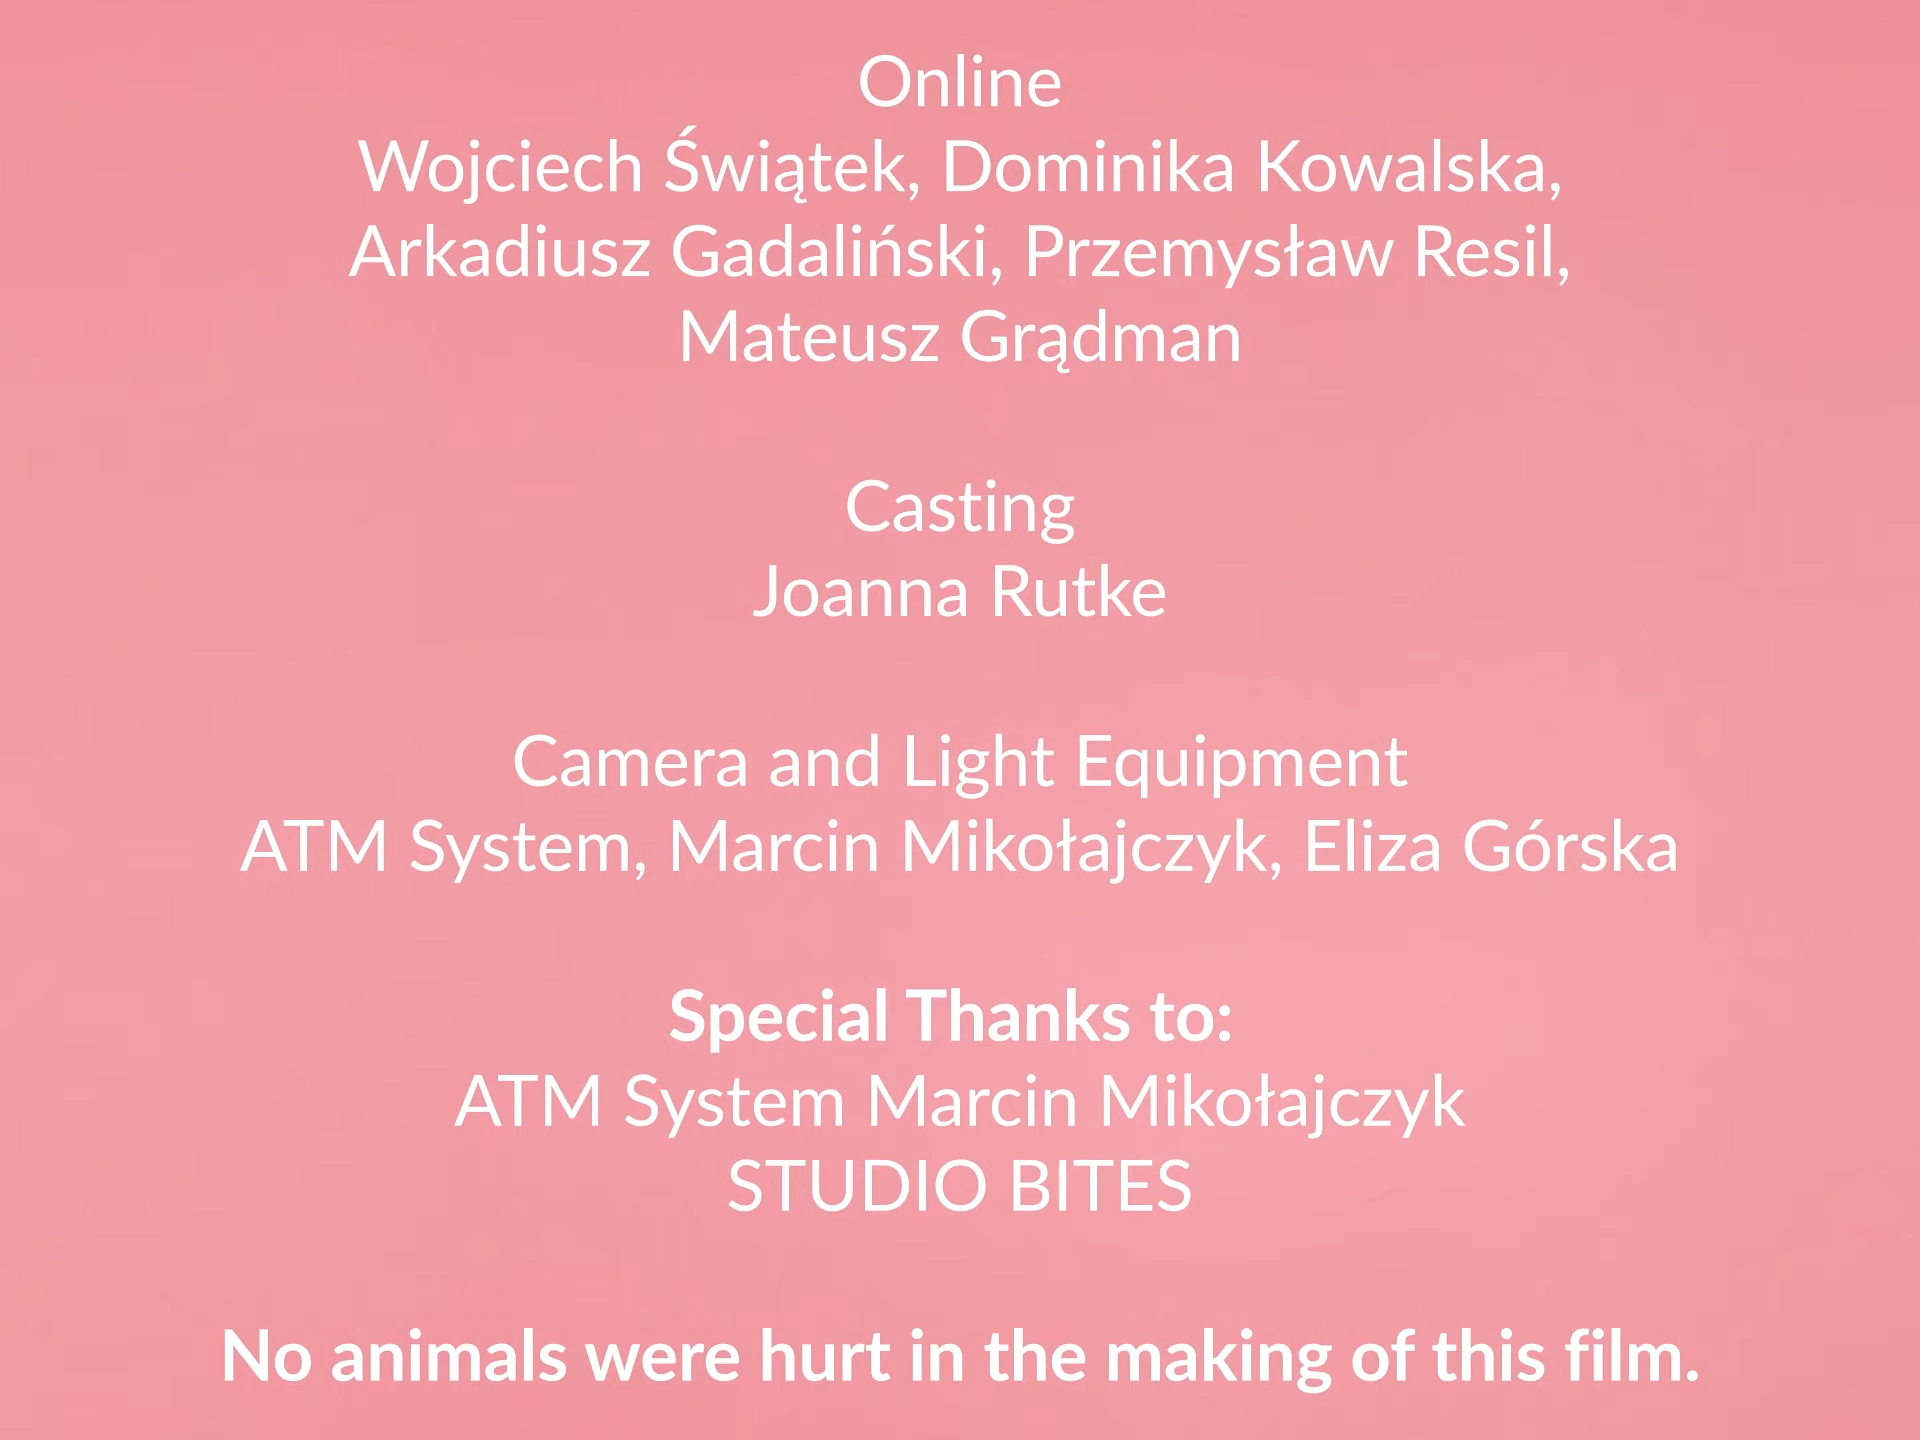 Online
Wojciech Świątek, Dominika Kowalska,
Arkadiusz Gadaliński, Przemysław Resil,
Mateusz Grądman
Casting
Joanna Rutke
Camera and Light Equipment
ATM System, Marcin Mikołajczyk, Eliza Górska
Special Thanks to:
ATM System Marcin Mikołajczyk
STUDIO BITES
No animals were hurt in the making of this film.